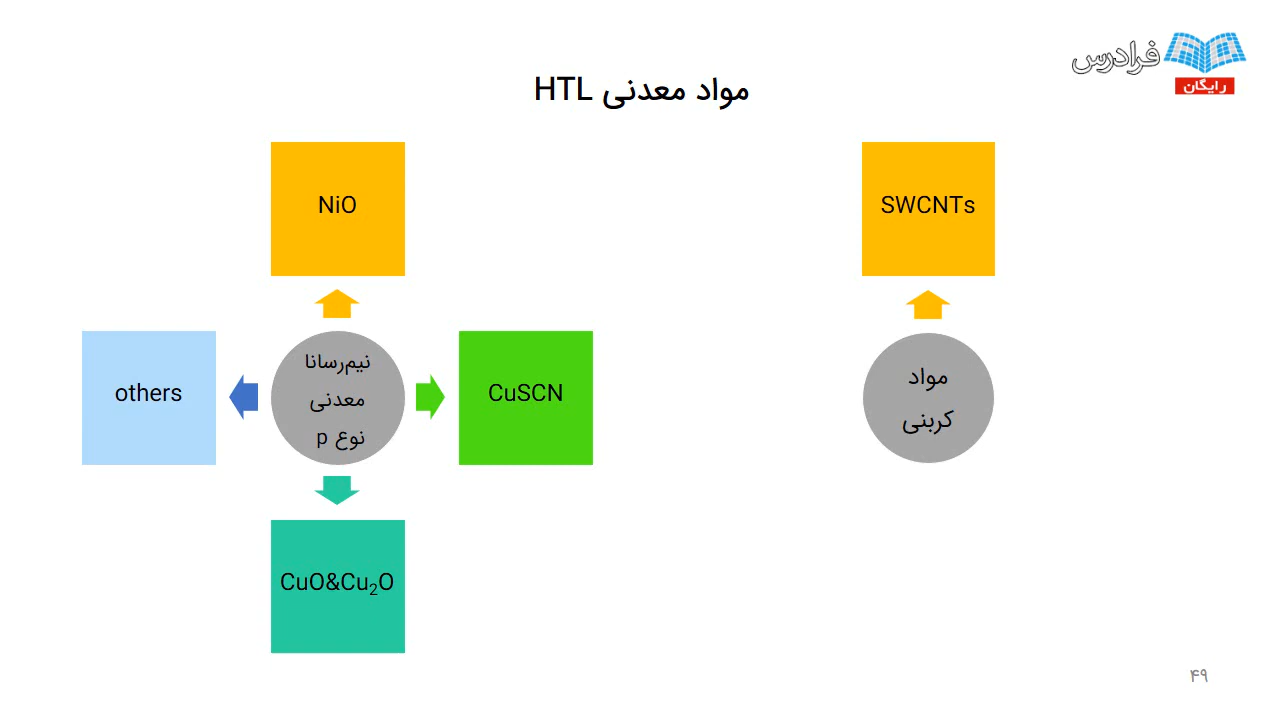 فرادرس
رایگان
مواد معدنی HTL
NiO
SWCNTs
others
نیم‌رسانا
معدنی
نوع p
CuSCN
مواد
کربنی
CuO&Cu₂O
۴۹